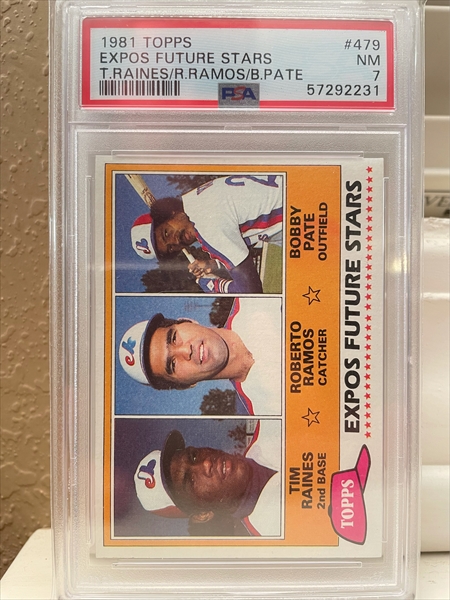 1981 TOPPS #479
EXPOS FUTURE STARS NM
T.RAINES/R.RAMOS/B.PATE 7
PSA 57292231
TIM
RAINES
2nd BASE
ROBERTO
RAMOS
CATCHER
BOBBY
PATE
OUTFIELD
TOPPS
EXPOS FUTURE STARS